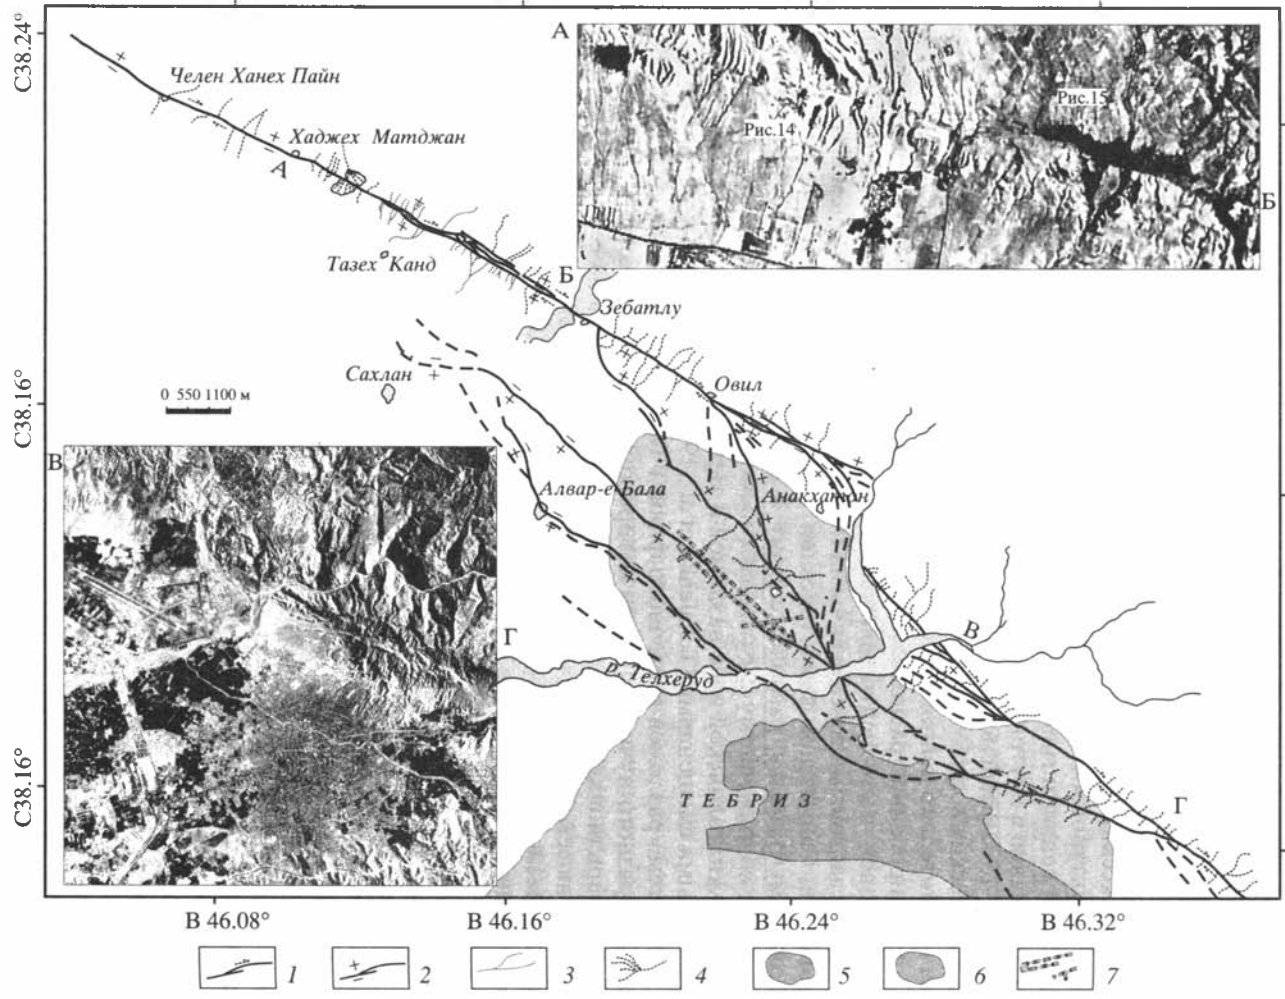 С38.24°
Челен Ханех Пайн
Хаджех Матджан
А
Тазех Канд
Б
Зебатлу
А
Рис.14
Рис.15
Б
Сахлан
С38.16°
0 550 1100 м
Овил
В
Алвар-е-Бала
Анакхатон
Г
В
р. Телхеруд
С38.16°
ТЕБРИЗ
Г
В 46.08°
В 46.16°
В 46.24°
В 46.32°
1
2
3
4
5
6
7